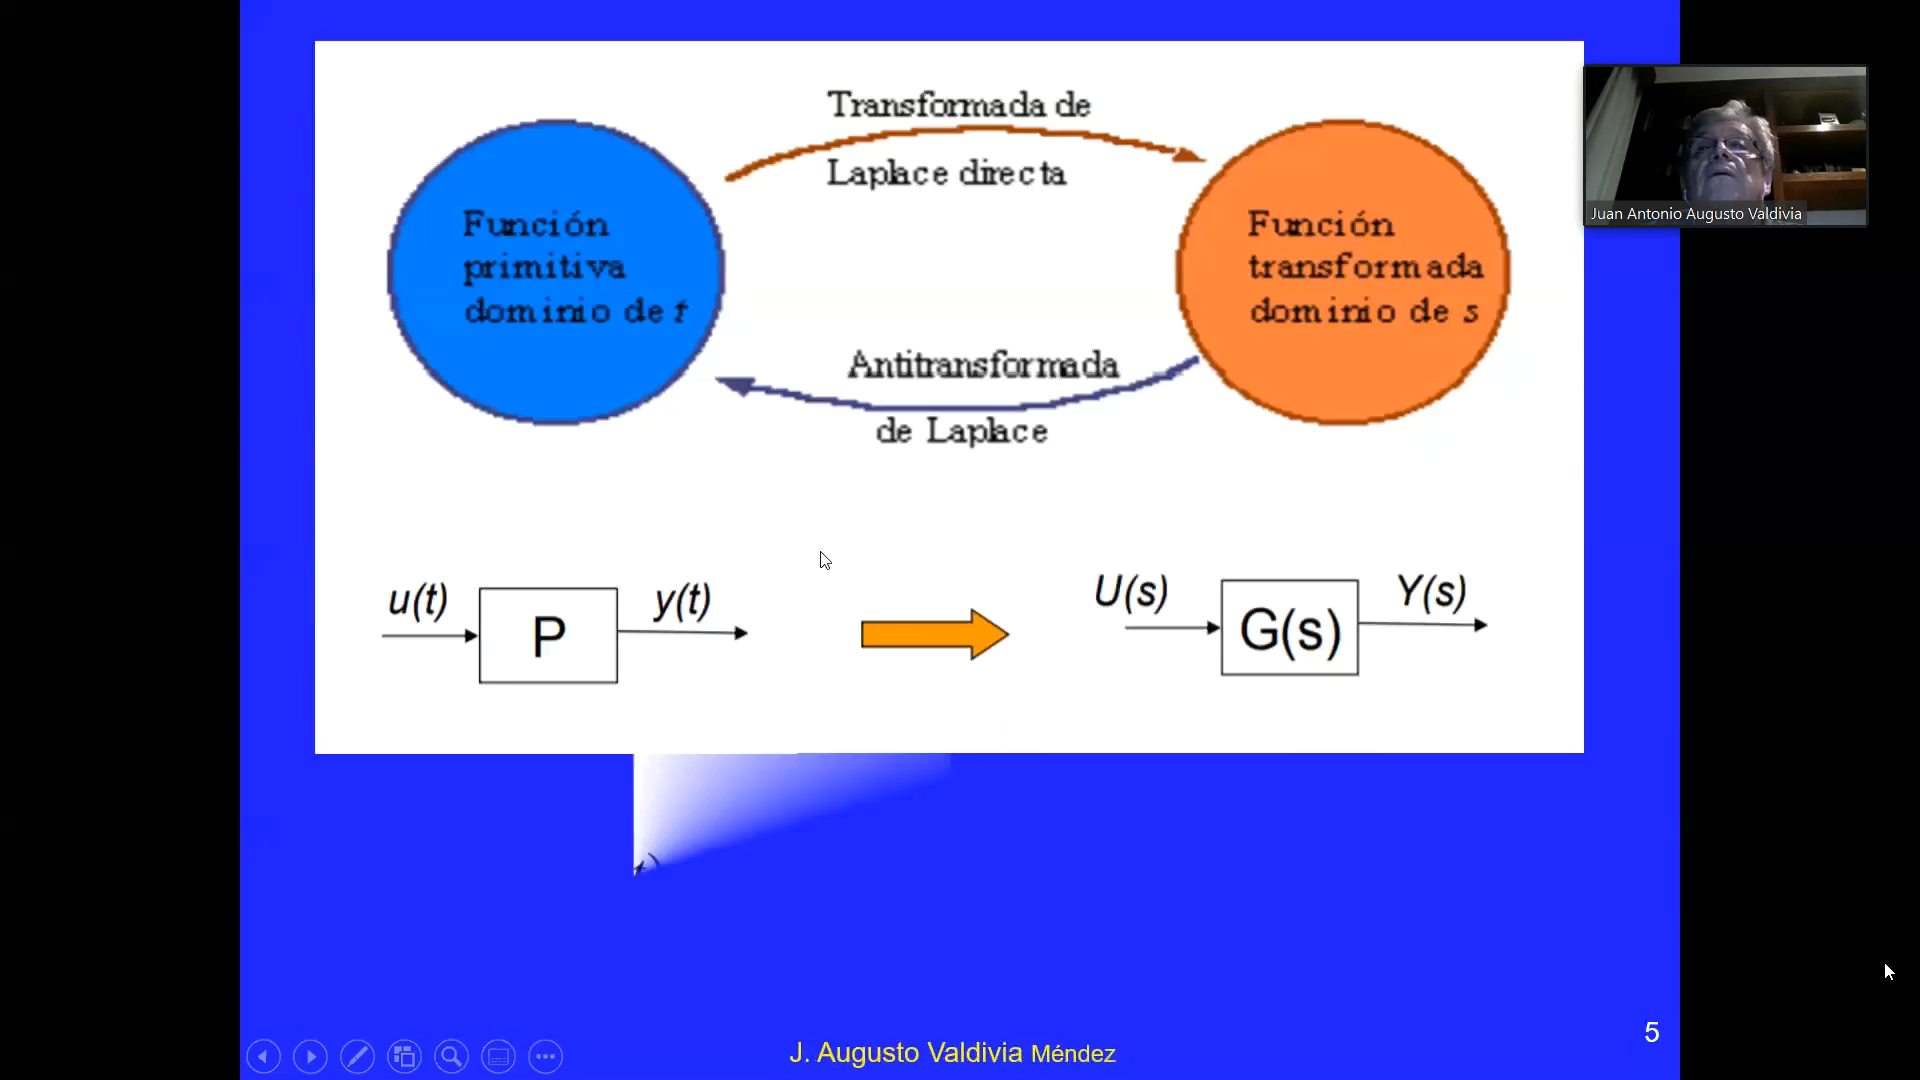 Transformada de
Laplace directa
Función
primitiva
dominio de t
Función
transformada
dominio de s
Antitransformada
de Laplace
u(t)
P
y(t)
U(s)
G(s)
Y(s)
Juan Antonio Augusto Valdivia
J. Augusto Valdivia Méndez
5